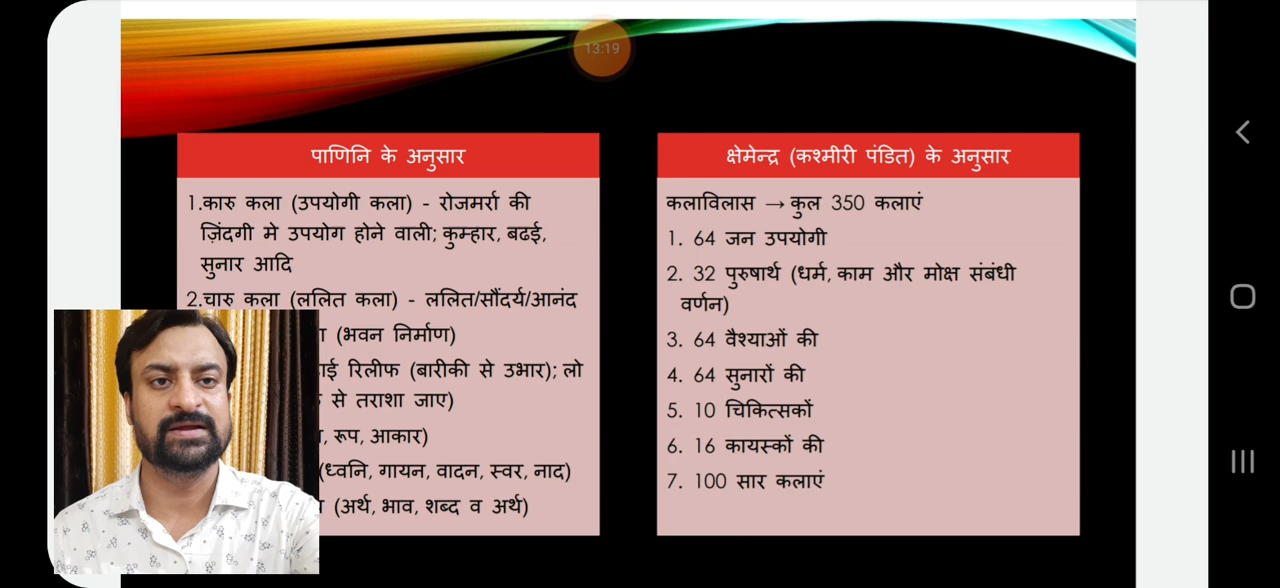 13:19
पाणिनि के अनुसार
1.कारु कला (उपयोगी कला) - रोजमर्रा की
ज़िंदगी मे उपयोग होने वाली; कुम्हार, बढई,
सुनार आदि
2.चारु कला (ललित कला) - ललित/सौंदर्य/आनंद
(भवन निर्माण)
रिलीफ (बारीकी से उभार); लो
से तराशा जाए)
रूप, आकार)
(ध्वनि, गायन, वादन, स्वर, नाद)
(अर्थ, भाव, शब्द व अर्थ)
क्षेमेन्द्र (कश्मीरी पंडित) के अनुसार
कलाविलास → कुल 350 कलाएं
1. 64 जन उपयोगी
2. 32 पुरुषार्थ (धर्म, काम और मोक्ष संबंधी
वर्णन)
3. 64 वैश्याओं की
4. 64 सुनारों की
5. 10 चिकित्सकों
6. 16 कायस्कों की
7. 100 सार कलाएं